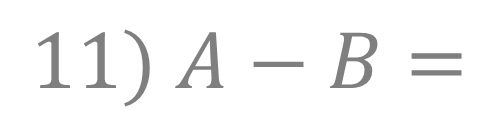 11) A − B =